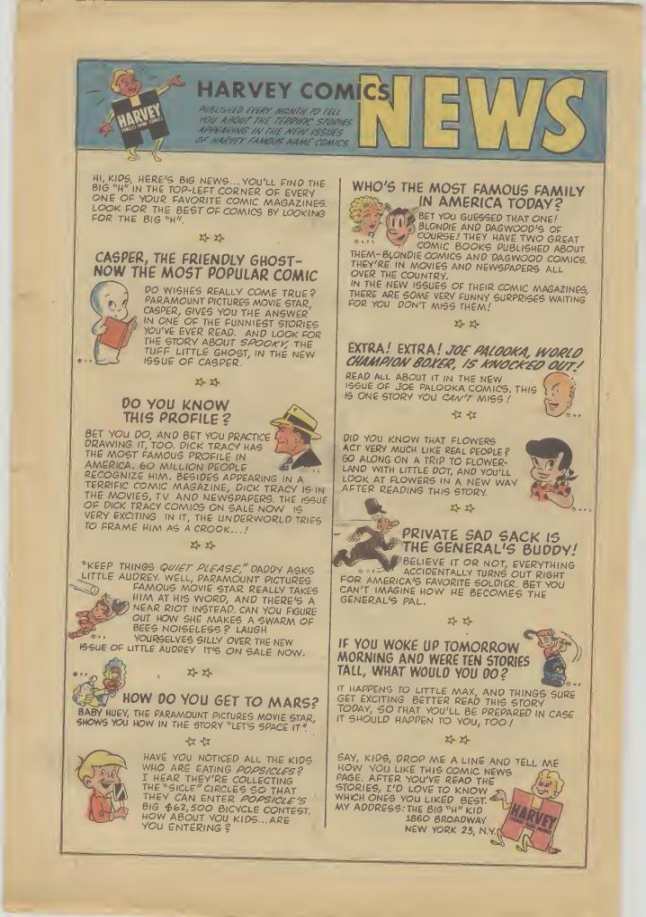 HARVEY
HARVEY COMICS
NEWS
PUBLISHED EVERY MONTH TO TELL
YOU ABOUT THE TERRIFIC STORIES
APPEARING IN THE NEW ISSUES
OF HARVEY FAMOUS NAME COMICS
HI, KIDS, HERE'S BIG NEWS... YOU'LL FIND THE
BIG "H" IN THE TOP-LEFT CORNER OF EVERY
ONE OF YOUR FAVORITE COMIC MAGAZINES.
LOOK FOR THE BEST OF COMICS BY LOOKING
FOR THE BIG "H".
CASPER, THE FRIENDLY GHOST-
NOW THE MOST POPULAR COMIC
DO WISHES REALLY COME TRUE?
PARAMOUNT PICTURES MOVIE STAR,
CASPER, GIVES YOU THE ANSWER
IN ONE OF THE FUNNIEST STORIES
YOU'VE EVER READ. AND LOOK FOR
THE STORY ABOUT SPOOKY, THE
TUFF LITTLE GHOST, IN THE NEW
ISSUE OF CASPER.
DO YOU KNOW
THIS PROFILE?
BET YOU DO, AND BET YOU PRACTICE
DRAWING IT, TOO. DICK TRACY HAS
THE MOST FAMOUS PROFILE IN
AMERICA. 60 MILLION PEOPLE
RECOGNIZE HIM. BESIDES APPEARING IN A
TERRIFIC COMIC MAGAZINE, DICK TRACY IS IN
THE MOVIES, TV AND NEWSPAPERS. THE ISSUE
OF DICK TRACY COMICS ON SALE NOW IS
VERY EXCITING IN IT, THE UNDERWORLD TRIES
TO FRAME HIM AS A CROOK...!
"KEEP THINGS QUIET PLEASE," DADDY ASKS
LITTLE AUDREY. WELL, PARAMOUNT PICTURES
FAMOUS MOVIE STAR REALLY TAKES
HIM AT HIS WORD, AND THERE'S A
NEAR RIOT INSTEAD. CAN YOU FIGURE
OUT HOW SHE MAKES A SWARM OF
BEES NOISELESS? LAUGH
YOURSELVES SILLY OVER THE NEW
ISSUE OF LITTLE AUDREY IT'S ON SALE NOW.
HOW DO YOU GET TO MARS?
BABY HUEY, THE PARAMOUNT PICTURES MOVIE STAR,
SHOWS YOU HOW IN THE STORY "LET'S SPACE IT".
HAVE YOU NOTICED ALL THE KIDS
WHO ARE EATING POPSICLES?
I HEAR THEY'RE COLLECTING
THE "SICLE" CIRCLES SO THAT
THEY CAN ENTER POPSICLE'S
BIG $62,500 BICYCLE CONTEST.
HOW ABOUT YOU KIDS... ARE
YOU ENTERING?
WHO'S THE MOST FAMOUS FAMILY
IN AMERICA TODAY?
BET YOU GUESSED THAT ONE!
BLONDIE AND DAGWOOD'S OF
COURSE! THEY HAVE TWO GREAT
COMIC BOOKS PUBLISHED ABOUT
THEM-BLONDIE COMICS AND DAGWOOD COMICS.
THEY'RE IN MOVIES AND NEWSPAPERS ALL
OVER THE COUNTRY.
IN THE NEW ISSUES OF THEIR COMIC MAGAZINES,
THERE ARE SOME VERY FUNNY SURPRISES WAITING
FOR YOU DON'T MISS THEM!
EXTRA! EXTRA! JOE PALOOKA, WORLD
CHAMPION BOXER, IS KNOCKED OUT!
READ ALL ABOUT IT IN THE NEW
ISSUE OF JOE PALOOKA COMICS. THIS
IS ONE STORY YOU CAN'T MISS!
DID YOU KNOW THAT FLOWERS
ACT VERY MUCH LIKE REAL PEOPLE?
GO ALONG ON A TRIP TO FLOWER-
LAND WITH LITTLE DOT, AND YOU'LL
LOOK AT FLOWERS IN A NEW WAY
AFTER READING THIS STORY.
PRIVATE SAD SACK IS
THE GENERAL'S BUDDY!
BELIEVE IT OR NOT, EVERYTHING
ACCIDENTALLY TURNS OUT RIGHT
FOR AMERICA'S FAVORITE SOLDIER. BET YOU
CAN'T IMAGINE HOW HE BECOMES THE
GENERAL'S PAL.
IF YOU WOKE UP TOMORROW
MORNING AND WERE TEN STORIES
TALL, WHAT WOULD YOU DO?
IT HAPPENS TO LITTLE MAX, AND THINGS SURE
GET EXCITING BETTER READ THIS STORY
TODAY, SO THAT YOU'LL BE PREPARED IN CASE
IT SHOULD HAPPEN TO YOU, TOO!
SAY, KIDS, DROP ME A LINE AND TELL ME
HOW YOU LIKE THIS COMIC NEWS
PAGE. AFTER YOU'VE READ THE
STORIES, I'D LOVE TO KNOW
WHICH ONES YOU LIKED BEST.
MY ADDRESS: THE BIG "H" KID
1860 BROADWAY
NEW YORK 23, N.Y.
HARVEY